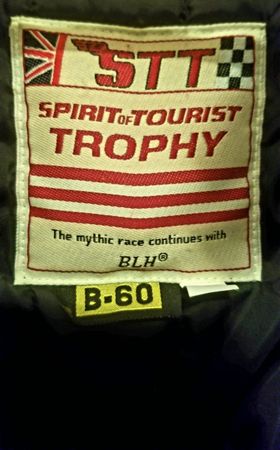 STT
SPIRIT OF TOURIST
TROPHY
The mythic race continues with
BLH®
B-60